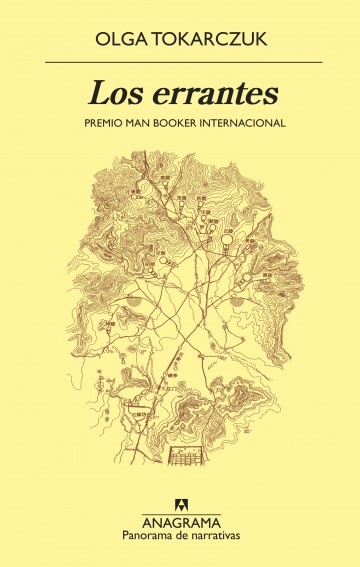 OLGA TOKARCZUK
Los errantes
PREMIO MAN BOOKER INTERNACIONAL
ANAGRAMA
Panorama de narrativas